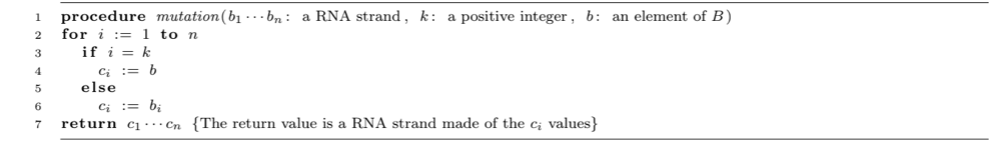 1 procedure mutation(b₁ ⋯ bₙ: a RNA strand, k: a positive integer, b: an element of B)
2 for i := 1 to n
3 if i = k
4 cᵢ := b
5 else
6 cᵢ := bᵢ
7 return c₁ ⋯ cₙ {The return value is a RNA strand made of the cᵢ values}